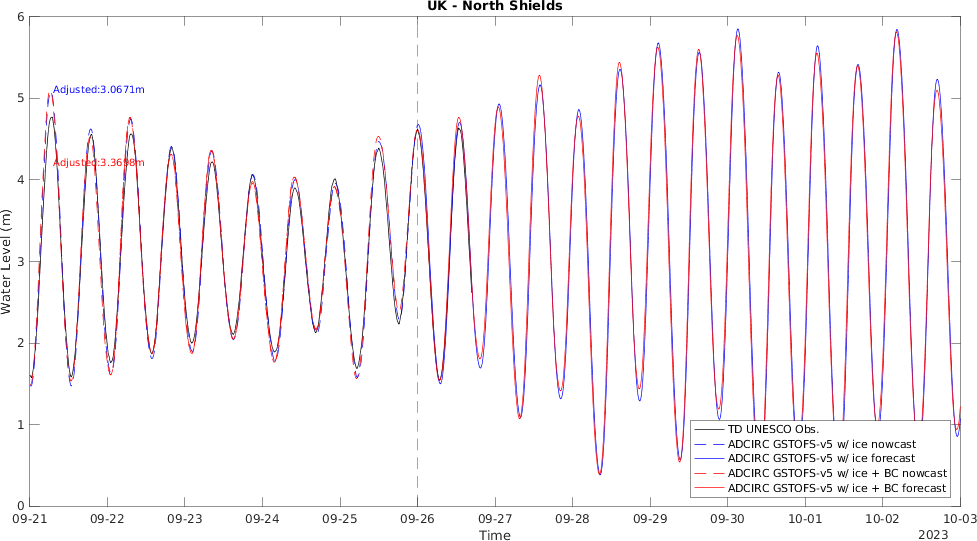 UK - North Shields
6
5
4
3
2
1
0
Water Level (m)
Adjusted:3.0671m
Adjusted:3.3698m
TD UNESCO Obs.
ADCIRC GSTOFS-v5 w/ ice nowcast
ADCIRC GSTOFS-v5 w/ ice forecast
ADCIRC GSTOFS-v5 w/ ice + BC nowcast
ADCIRC GSTOFS-v5 w/ ice + BC forecast
09-21 09-22 09-23 09-24 09-25 09-26 09-27 09-28 09-29 09-30 10-01 10-02 10-03
Time
2023